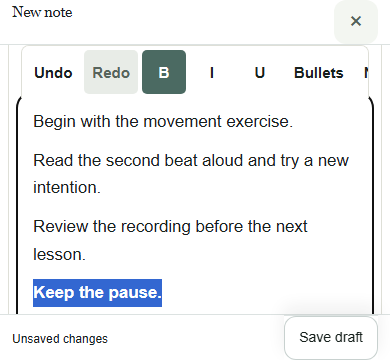 New note
×
Undo Redo B I U Bullets
Begin with the movement exercise.
Read the second beat aloud and try a new
intention.
Review the recording before the next
lesson.
Keep the pause.
Unsaved changes
Save draft